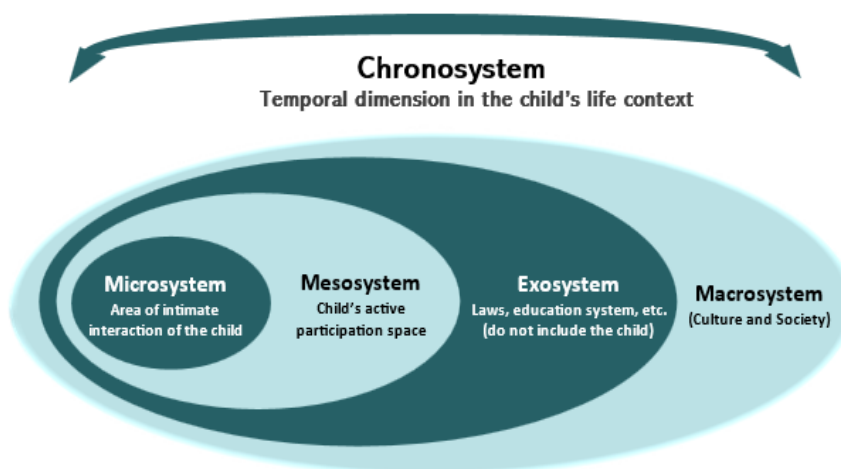 Chronosystem
Temporal dimension in the child's life context
Microsystem
Area of intimate
interaction of the child
Mesosystem
Child's active
participation space
Exosystem
Laws, education system, etc.
(do not include the child)
Macrosystem
(Culture and Society)